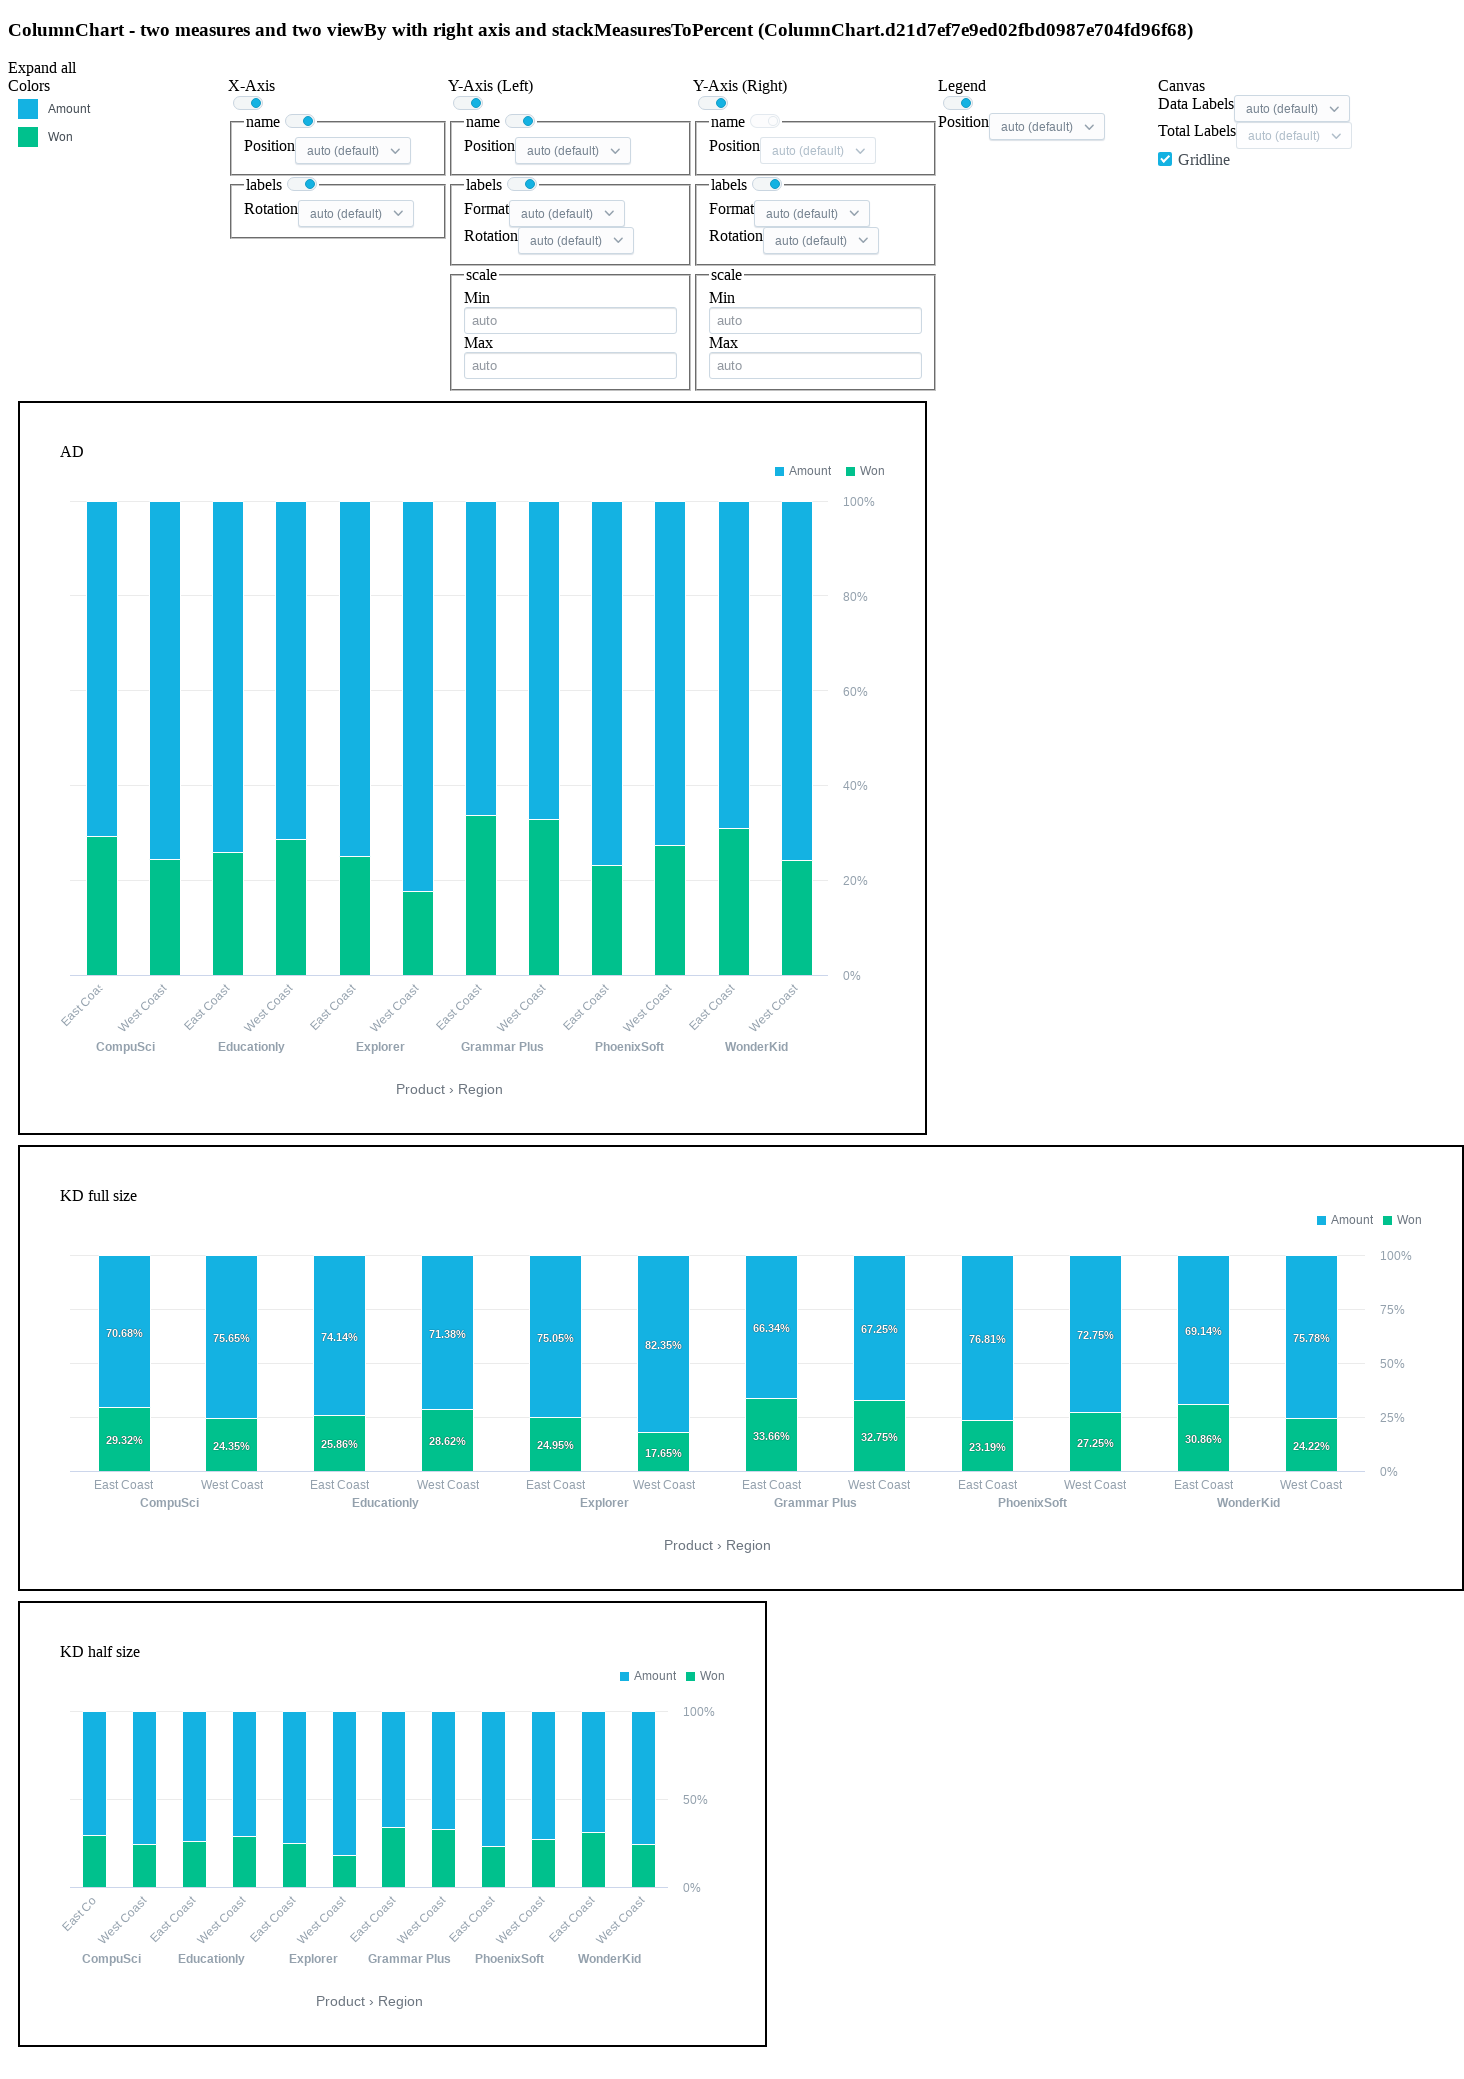 ColumnChart - two measures and two viewBy with right axis and stackMeasuresToPercent (ColumnChart.d21d7ef7e9ed02fbd0987e704fd96f68)
Expand all
Colors
Amount
Won
X-Axis
name
Position auto (default)
labels
Rotation auto (default)
Y-Axis (Left)
name
Position auto (default)
labels
Format auto (default)
Rotation auto (default)
scale
Min
auto
Max
auto
Y-Axis (Right)
name
Position auto (default)
labels
Format auto (default)
Rotation auto (default)
scale
Min
auto
Max
auto
Legend
Position auto (default)
Canvas
Data Labels auto (default)
Total Labels auto (default)
Gridline
AD
Amount Won
100%
80%
60%
40%
20%
0%
East Coas West Coast East Coast West Coast East Coast West Coast East Coast West Coast East Coast West Coast East Coast West Coast
CompuSci Educationly Explorer Grammar Plus PhoenixSoft WonderKid
Product › Region
KD full size
Amount Won
100%
75%
50%
25%
0%
70.68% 75.65% 74.14% 71.38% 75.05% 82.35% 66.34% 67.25% 76.81% 72.75% 69.14% 75.78%
29.32% 24.35% 25.86% 28.62% 24.95% 17.65% 33.66% 32.75% 23.19% 27.25% 30.86% 24.22%
East Coast West Coast East Coast West Coast East Coast West Coast East Coast West Coast East Coast West Coast East Coast West Coast
CompuSci Educationly Explorer Grammar Plus PhoenixSoft WonderKid
Product › Region
KD half size
Amount Won
100%
50%
0%
East Co West Coast East Coast West Coast East Coast West Coast East Coast West Coast East Coast West Coast East Coast West Coast
CompuSci Educationly Explorer Grammar Plus PhoenixSoft WonderKid
Product › Region